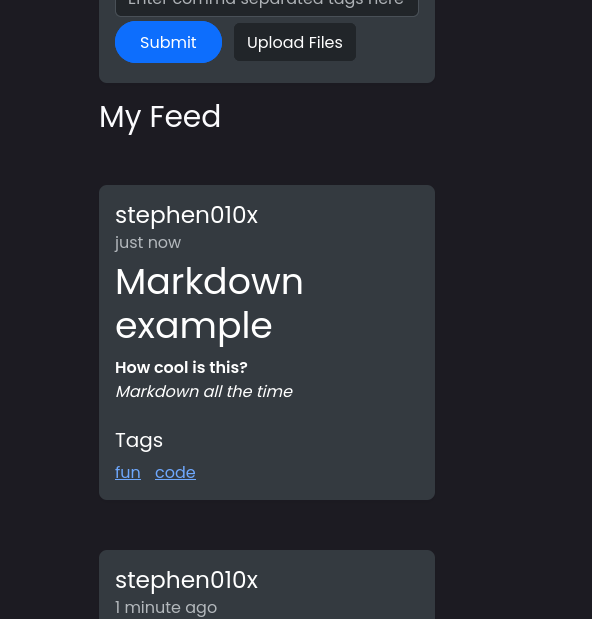 Enter comma separated tags here
Submit
Upload Files
My Feed
stephen010x
just now
Markdown
example
How cool is this?
Markdown all the time
Tags
fun code
stephen010x
1 minute ago